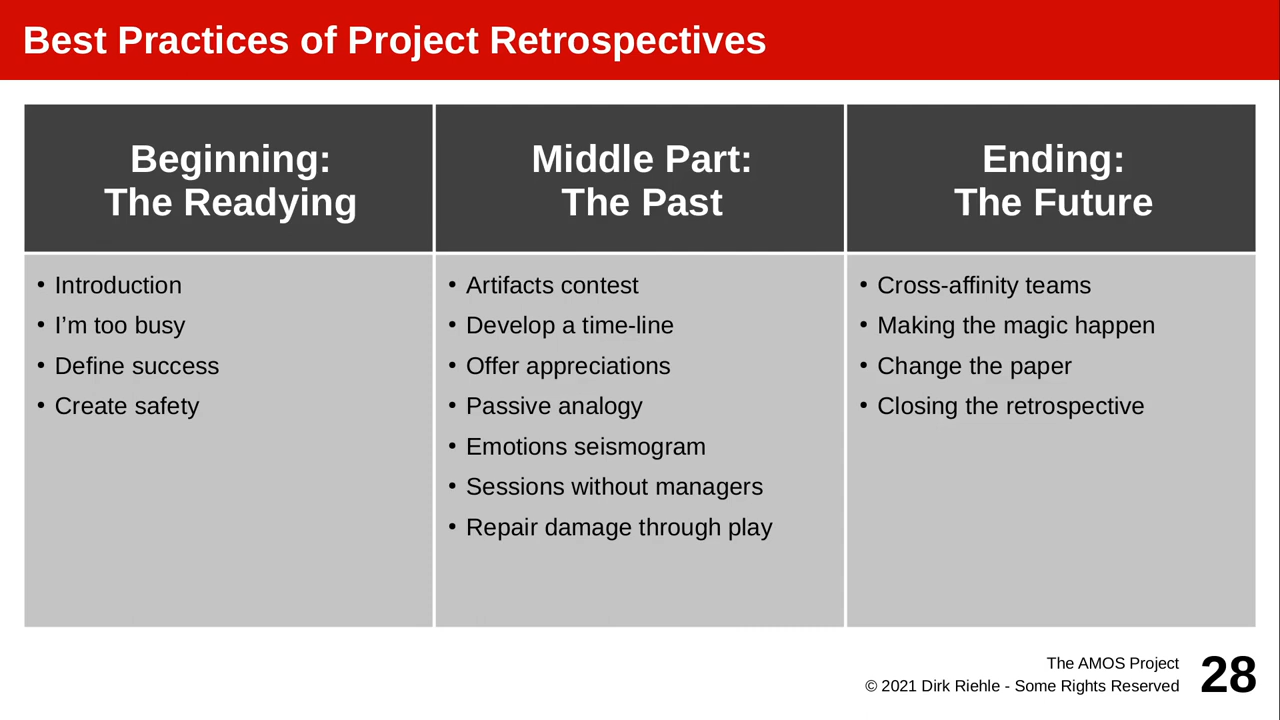 Best Practices of Project Retrospectives
Beginning:
The Readying
• Introduction
• I’m too busy
• Define success
• Create safety
Middle Part:
The Past
• Artifacts contest
• Develop a time-line
• Offer appreciations
• Passive analogy
• Emotions seismogram
• Sessions without managers
• Repair damage through play
Ending:
The Future
• Cross-affinity teams
• Making the magic happen
• Change the paper
• Closing the retrospective
The AMOS Project
© 2021 Dirk Riehle - Some Rights Reserved
28